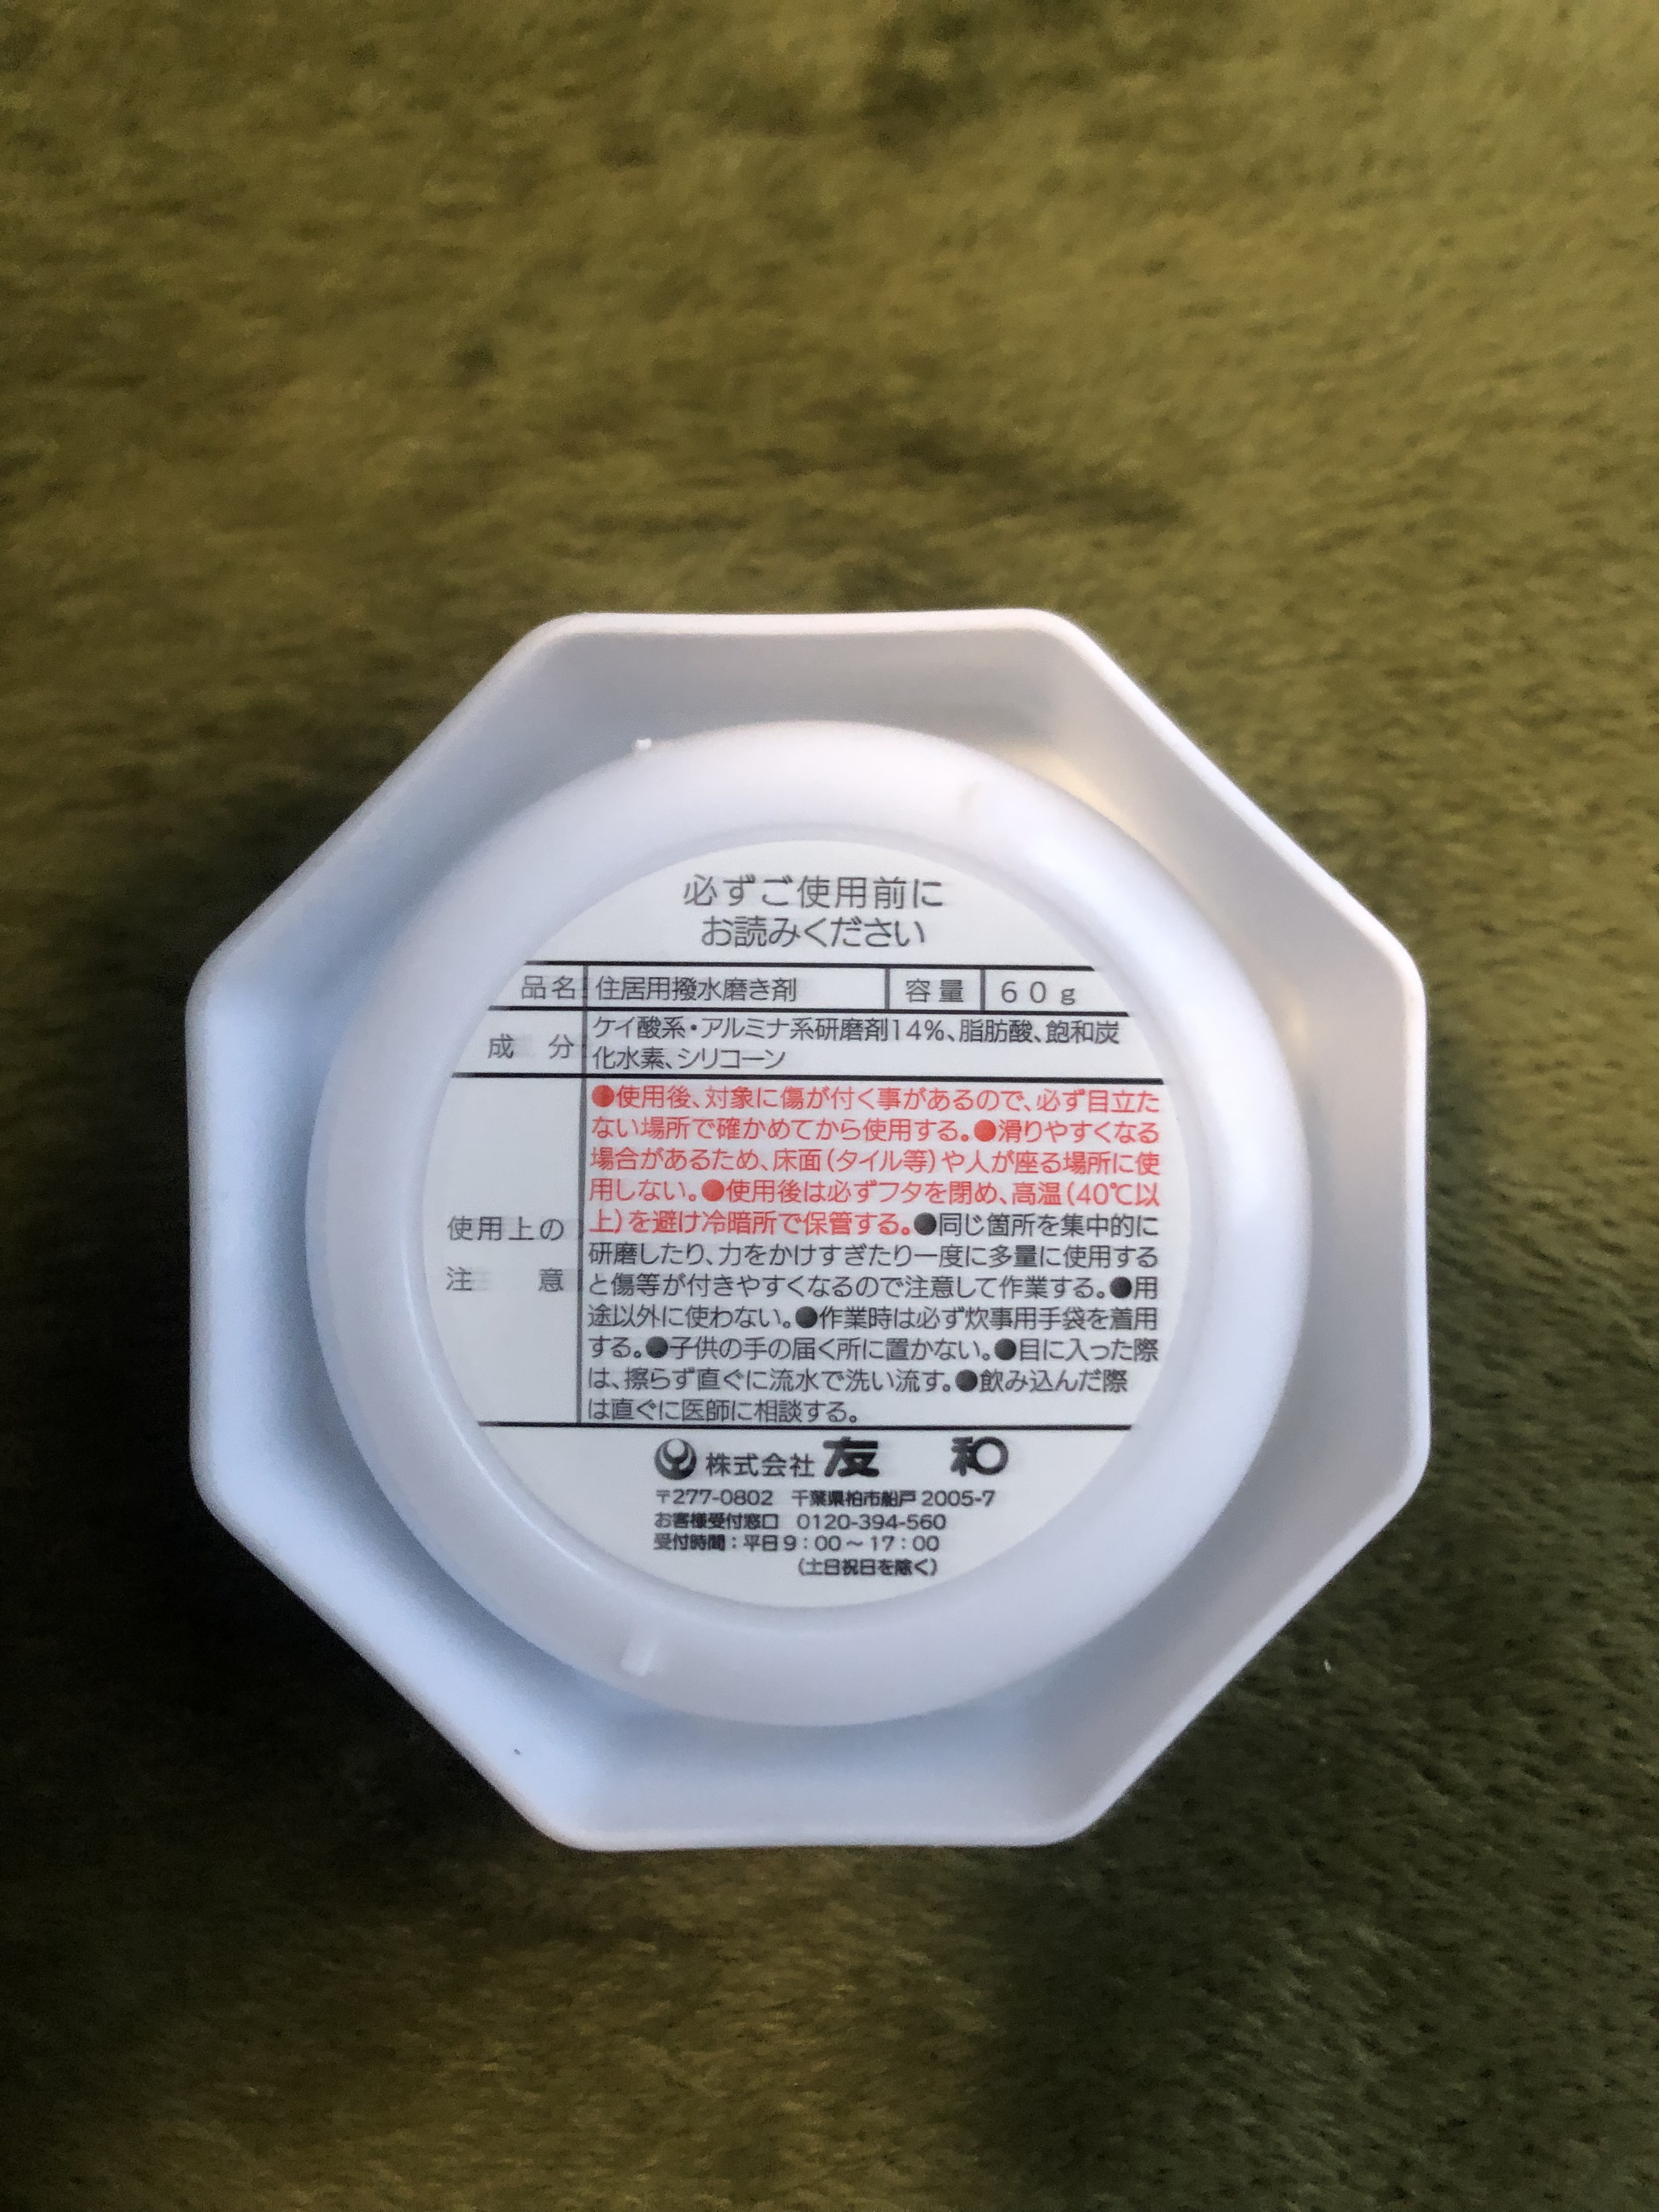 必ずご使用前に
お読みください
品名 住居用撥水磨き剤 容量 60g
成分 ケイ酸系・アルミナ系研磨剤14%、脂肪酸、飽和炭
化水素、シリコーン
使用上の注意
●使用後、対象に傷が付く事があるので、必ず目立た
ない場所で確かめてから使用する。●滑りやすくなる
場合があるため、床面(タイル等)や人が座る場所に使
用しない。●使用後は必ずフタを閉め、高温(40℃以
上)を避け冷暗所で保管する。●同じ箇所を集中的に
研磨したり、力をかけすぎたり一度に多量に使用する
と傷等が付きやすくなるので注意して作業する。●用
途以外に使わない。●作業時は必ず炊事用手袋を着用
する。●子供の手の届く所に置かない。●目に入った際
は、擦らず直ぐに流水で洗い流す。●飲み込んだ際
は直ぐに医師に相談する。
株式会社 友和
〒277-0802 千葉県柏市船戸2005-7
お客様受付窓口 0120-394-560
受付時間:平日9:00～17:00
(土日祝日を除く)